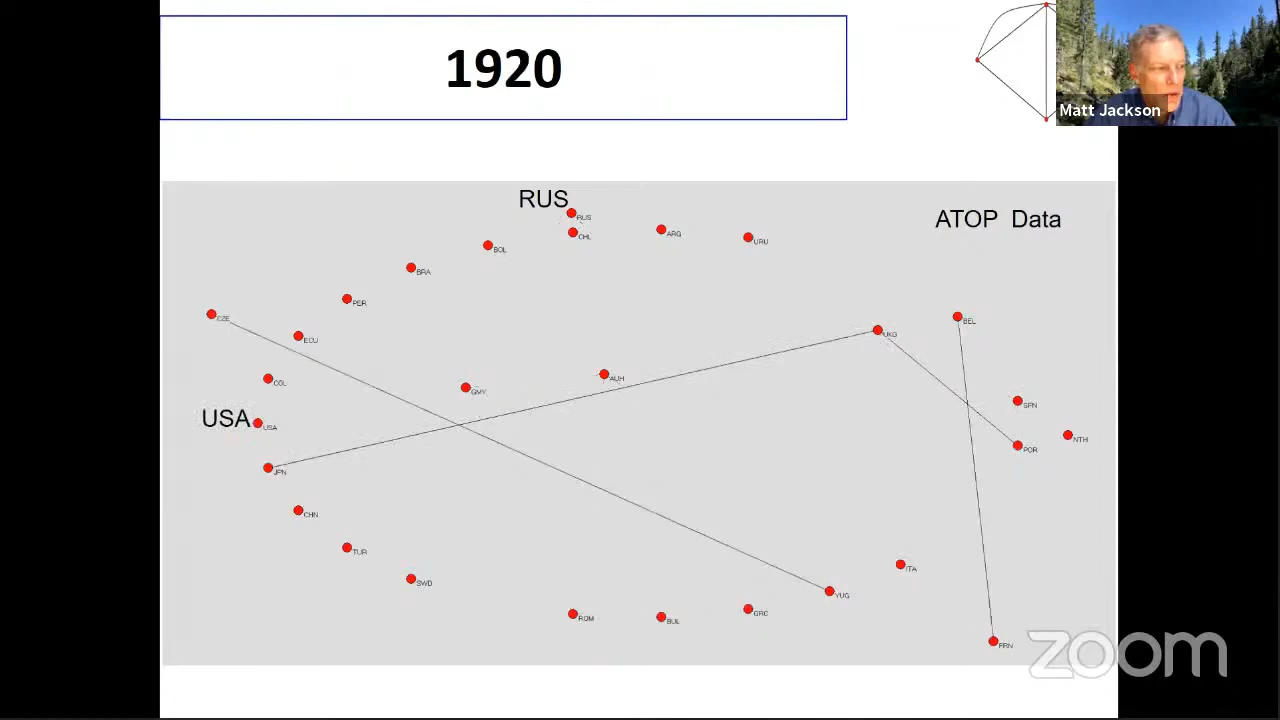 1920
Matt Jackson
RUS
ATOP Data
RUS
CHL
ARG
URU
BOL
BRA
PER
CZE
BEL
UKG
ECU
COL
AUH
GMY
SPN
USA
USA
NTH
POR
JPN
CHN
TUR
ITA
SWD
YUG
GRC
ROM
BUL
FRN
zoom